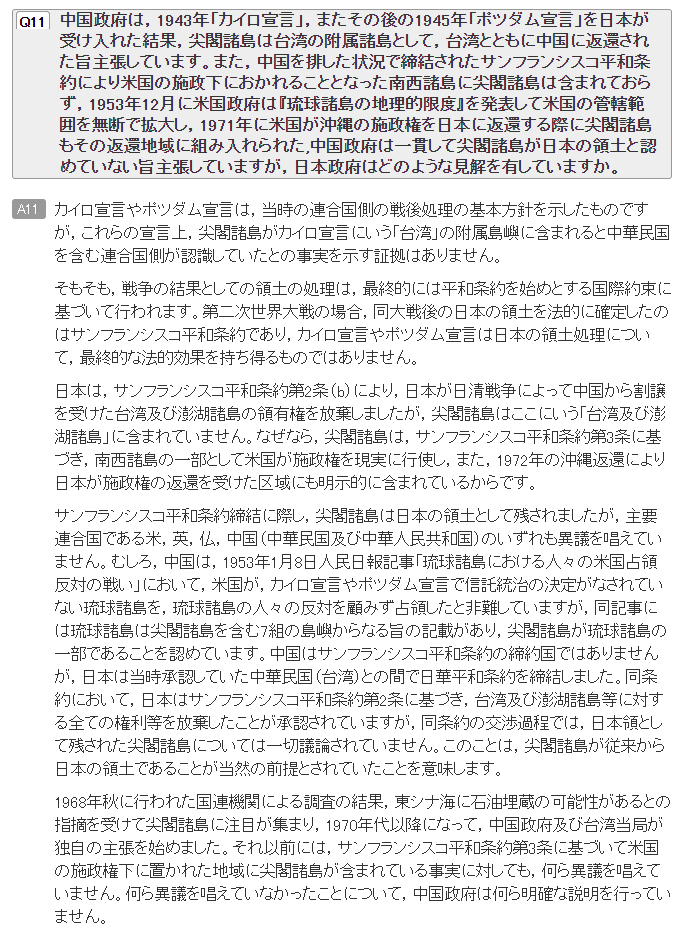 Q11 中国政府は，1943年「カイロ宣言」，またその後の1945年「ポツダム宣言」を日本が
受け入れた結果，尖閣諸島は台湾の附属諸島として，台湾とともに中国に返還され
た旨主張しています。また，中国を排した状況で締結されたサンフランシスコ平和条
約により米国の施政下におかれることとなった南西諸島に尖閣諸島は含まれておら
ず，1953年12月に米国政府は『琉球諸島の地理的限度』を発表して米国の管轄範
囲を無断で拡大し，1971年に米国が沖縄の施政権を日本に返還する際に尖閣諸島
もその返還地域に組み入れられた,中国政府は一貫して尖閣諸島が日本の領土と認
めていない旨主張していますが，日本政府はどのような見解を有していますか。
A11 カイロ宣言やポツダム宣言は，当時の連合国側の戦後処理の基本方針を示したものです
が，これらの宣言上，尖閣諸島がカイロ宣言にいう「台湾」の附属島嶼に含まれると中華民国
を含む連合国側が認識していたとの事実を示す証拠はありません。
そもそも，戦争の結果としての領土の処理は，最終的には平和条約を始めとする国際約束に
基づいて行われます。第二次世界大戦の場合，同大戦後の日本の領土を法的に確定したの
はサンフランシスコ平和条約であり，カイロ宣言やポツダム宣言は日本の領土処理につい
て，最終的な法的効果を持ち得るものではありません。
日本は，サンフランシスコ平和条約第2条（b）により，日本が日清戦争によって中国から割譲
を受けた台湾及び澎湖諸島の領有権を放棄しましたが，尖閣諸島はここにいう「台湾及び澎
湖諸島」に含まれていません。なぜなら，尖閣諸島は，サンフランシスコ平和条約第3条に基
づき，南西諸島の一部として米国が施政権を現実に行使し，また，1972年の沖縄返還により
日本が施政権の返還を受けた区域にも明示的に含まれているからです。
サンフランシスコ平和条約締結に際し，尖閣諸島は日本の領土として残されましたが，主要
連合国である米，英，仏，中国（中華民国及び中華人民共和国）のいずれも異議を唱えてい
ません。むしろ，中国は，1953年1月8日人民日報記事「琉球諸島における人々の米国占領
反対の戦い」において，米国が，カイロ宣言やポツダム宣言で信託統治の決定がなされてい
ない琉球諸島を，琉球諸島の人々の反対を顧みず占領したと非難していますが，同記事に
は琉球諸島は尖閣諸島を含む7組の島嶼からなる旨の記載があり，尖閣諸島が琉球諸島の
一部であることを認めています。中国はサンフランシスコ平和条約の締約国ではありません
が，日本は当時承認していた中華民国（台湾）との間で日華平和条約を締結しました。同条
約において，日本はサンフランシスコ平和条約第2条に基づき，台湾及び澎湖諸島等に対す
る全ての権利等を放棄したことが承認されていますが，同条約の交渉過程では，日本領とし
て残された尖閣諸島については一切議論されていません。このことは，尖閣諸島が従来から
日本の領土であることが当然の前提とされていたことを意味します。
1968年秋に行われた国連機関による調査の結果，東シナ海に石油埋蔵の可能性があるとの
指摘を受けて尖閣諸島に注目が集まり，1970年代以降になって，中国政府及び台湾当局が
独自の主張を始めました。それ以前には，サンフランシスコ平和条約第3条に基づいて米国
の施政権下に置かれた地域に尖閣諸島が含まれている事実に対しても，何ら異議を唱えて
いません。何ら異議を唱えていなかったことについて，中国政府は何ら明確な説明を行ってい
ません。